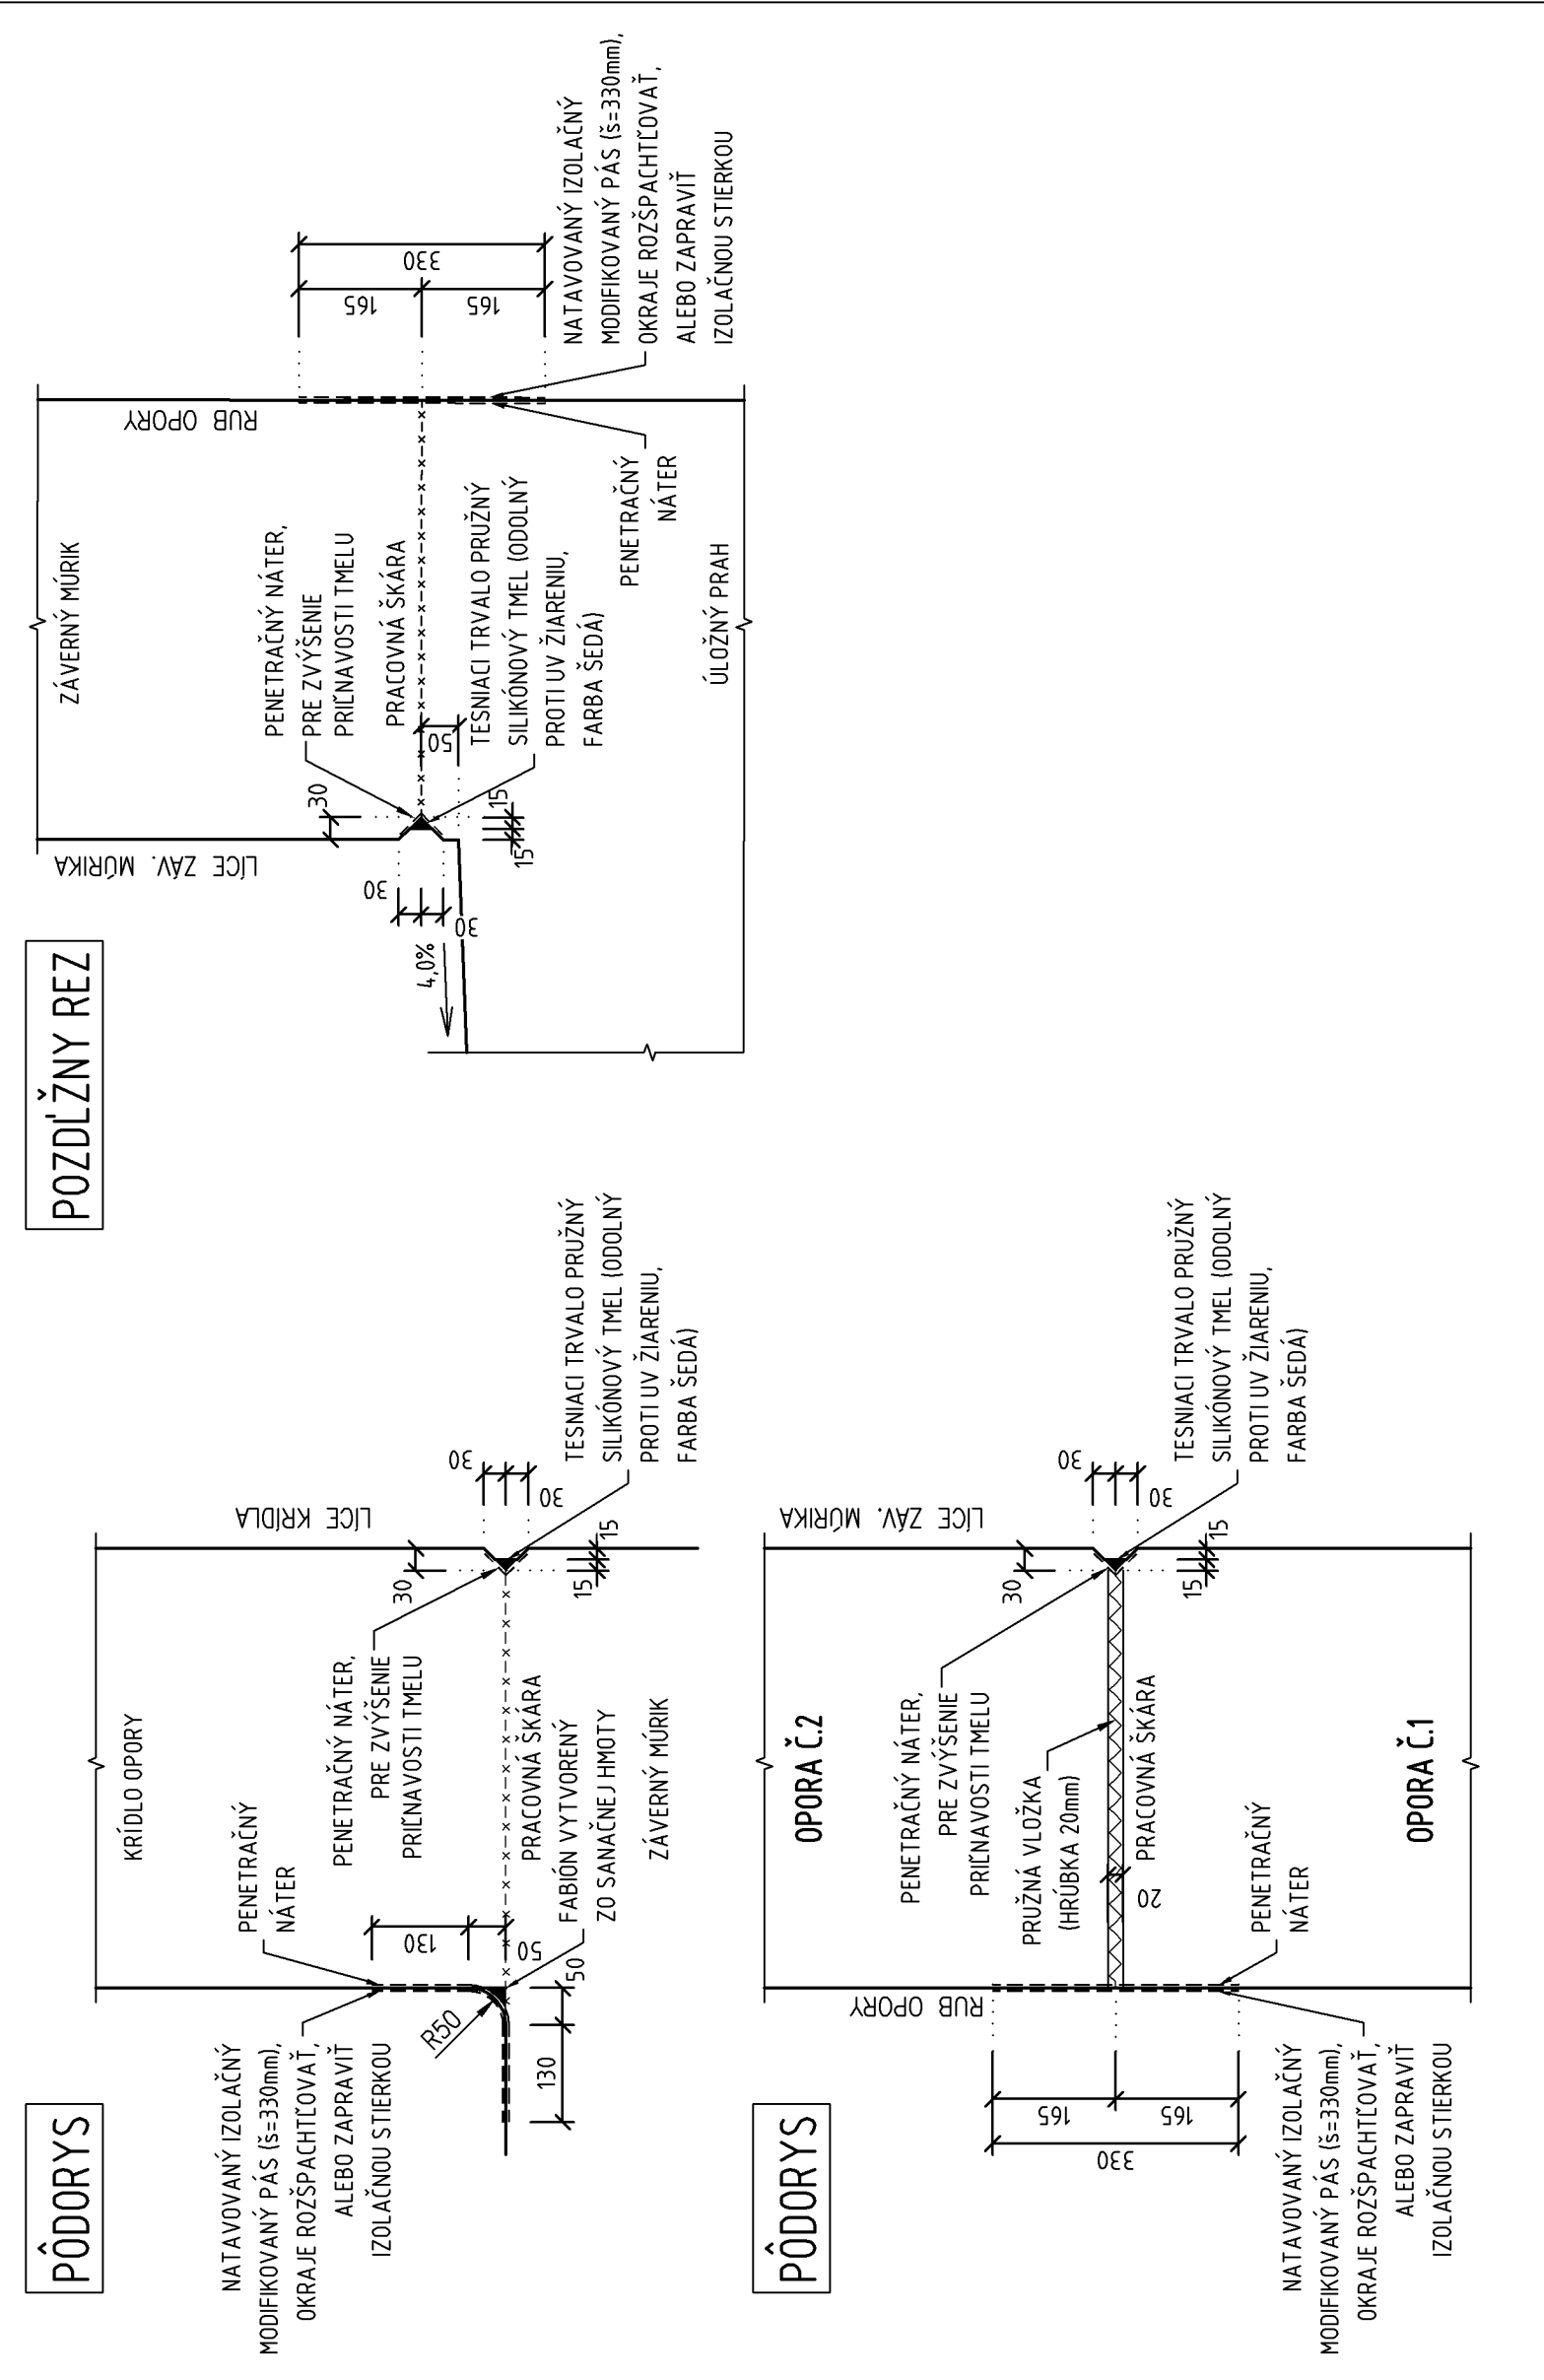 PÔDORYS
NATAVOVANÝ IZOLAČNÝ
MODIFIKOVANÝ PÁS (š=330mm),
OKRAJE ROZŠPACHTĽOVAŤ,
ALEBO ZAPRAVIŤ
IZOLAČNOU STIERKOU
PENETRAČNÝ
NÁTER
KRÍDLO OPORY
LÍCE KRÍDLA
PENETRAČNÝ NÁTER,
PRE ZVÝŠENIE
PRIĽNAVOSTI TMELU
30
30
30
15
15
R50
130
50
50
130
PRACOVNÁ ŠKÁRA
FABIÓN VYTVORENÝ
ZO SANAČNEJ HMOTY
ZÁVERNÝ MÚRIK
TESNIACI TRVALO PRUŽNÝ
SILIKÓNOVÝ TMEL (ODOLNÝ
PROTI UV ŽIARENIU,
FARBA ŠEDÁ)
POZDĹŽNY REZ
LÍCE ZÁV. MÚRIKA
ZÁVERNÝ MÚRIK
RUB OPORY
PENETRAČNÝ NÁTER,
PRE ZVÝŠENIE
PRIĽNAVOSTI TMELU
30
30
30
4,0%
15
15
50
PRACOVNÁ ŠKÁRA
TESNIACI TRVALO PRUŽNÝ
SILIKÓNOVÝ TMEL (ODOLNÝ
PROTI UV ŽIARENIU,
FARBA ŠEDÁ)
PENETRAČNÝ
NÁTER
ÚLOŽNÝ PRAH
165
165
330
NATAVOVANÝ IZOLAČNÝ
MODIFIKOVANÝ PÁS (š=330mm),
OKRAJE ROZŠPACHTĽOVAŤ,
ALEBO ZAPRAVIŤ
IZOLAČNOU STIERKOU
PÔDORYS
OPORA Č.2
LÍCE ZÁV. MÚRIKA
RUB OPORY
PENETRAČNÝ NÁTER,
PRE ZVÝŠENIE
PRIĽNAVOSTI TMELU
PRUŽNÁ VLOŽKA
(HRÚBKA 20mm)
30
30
30
15
15
20
PRACOVNÁ ŠKÁRA
165
165
330
PENETRAČNÝ
NÁTER
OPORA Č.1
TESNIACI TRVALO PRUŽNÝ
SILIKÓNOVÝ TMEL (ODOLNÝ
PROTI UV ŽIARENIU,
FARBA ŠEDÁ)
NATAVOVANÝ IZOLAČNÝ
MODIFIKOVANÝ PÁS (š=330mm),
OKRAJE ROZŠPACHTĽOVAŤ,
ALEBO ZAPRAVIŤ
IZOLAČNOU STIERKOU